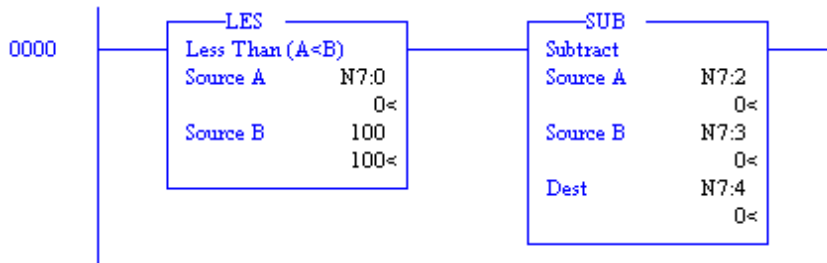 LES
SUB
0000
Less Than (A<B)
Subtract
Source A N7:0
Source A N7:2
0<
0<
Source B 100
Source B N7:3
100<
0<
Dest N7:4
0<